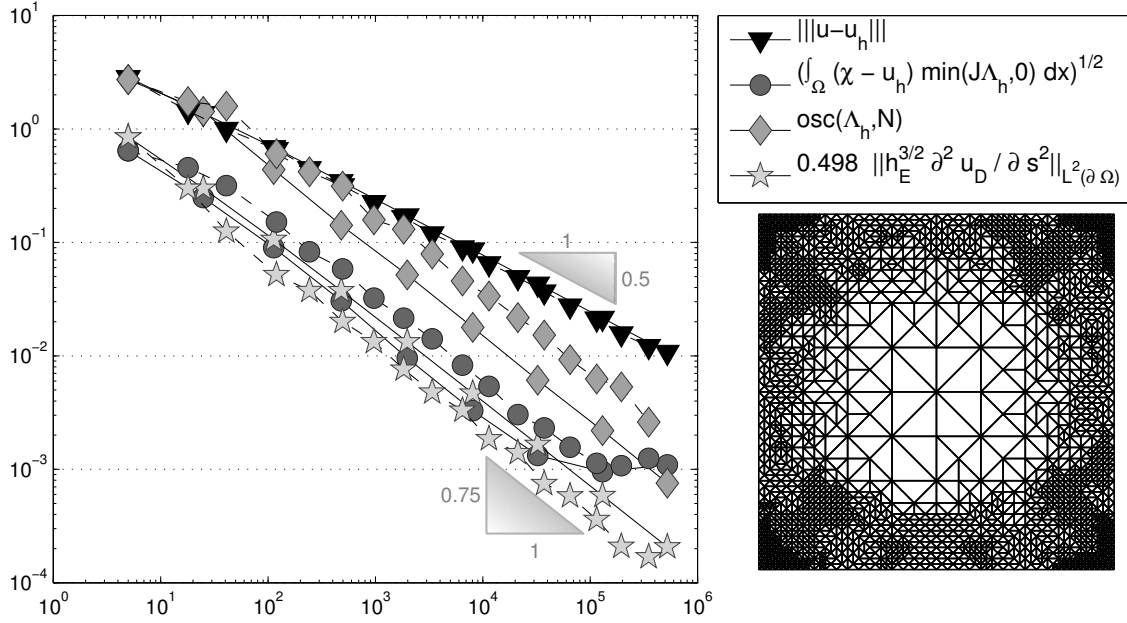 10^1
10^0
10^-1
10^-2
10^-3
10^-4
10^0 10^1 10^2 10^3 10^4 10^5 10^6
1
0.5
0.75
1
|||u−u_h|||
(∫_Ω (χ − u_h) min(JΛ_h,0) dx)^1/2
osc(Λ_h,N)
0.498 ||h_E^3/2 ∂^2 u_D / ∂ s^2||_L^2(∂ Ω)